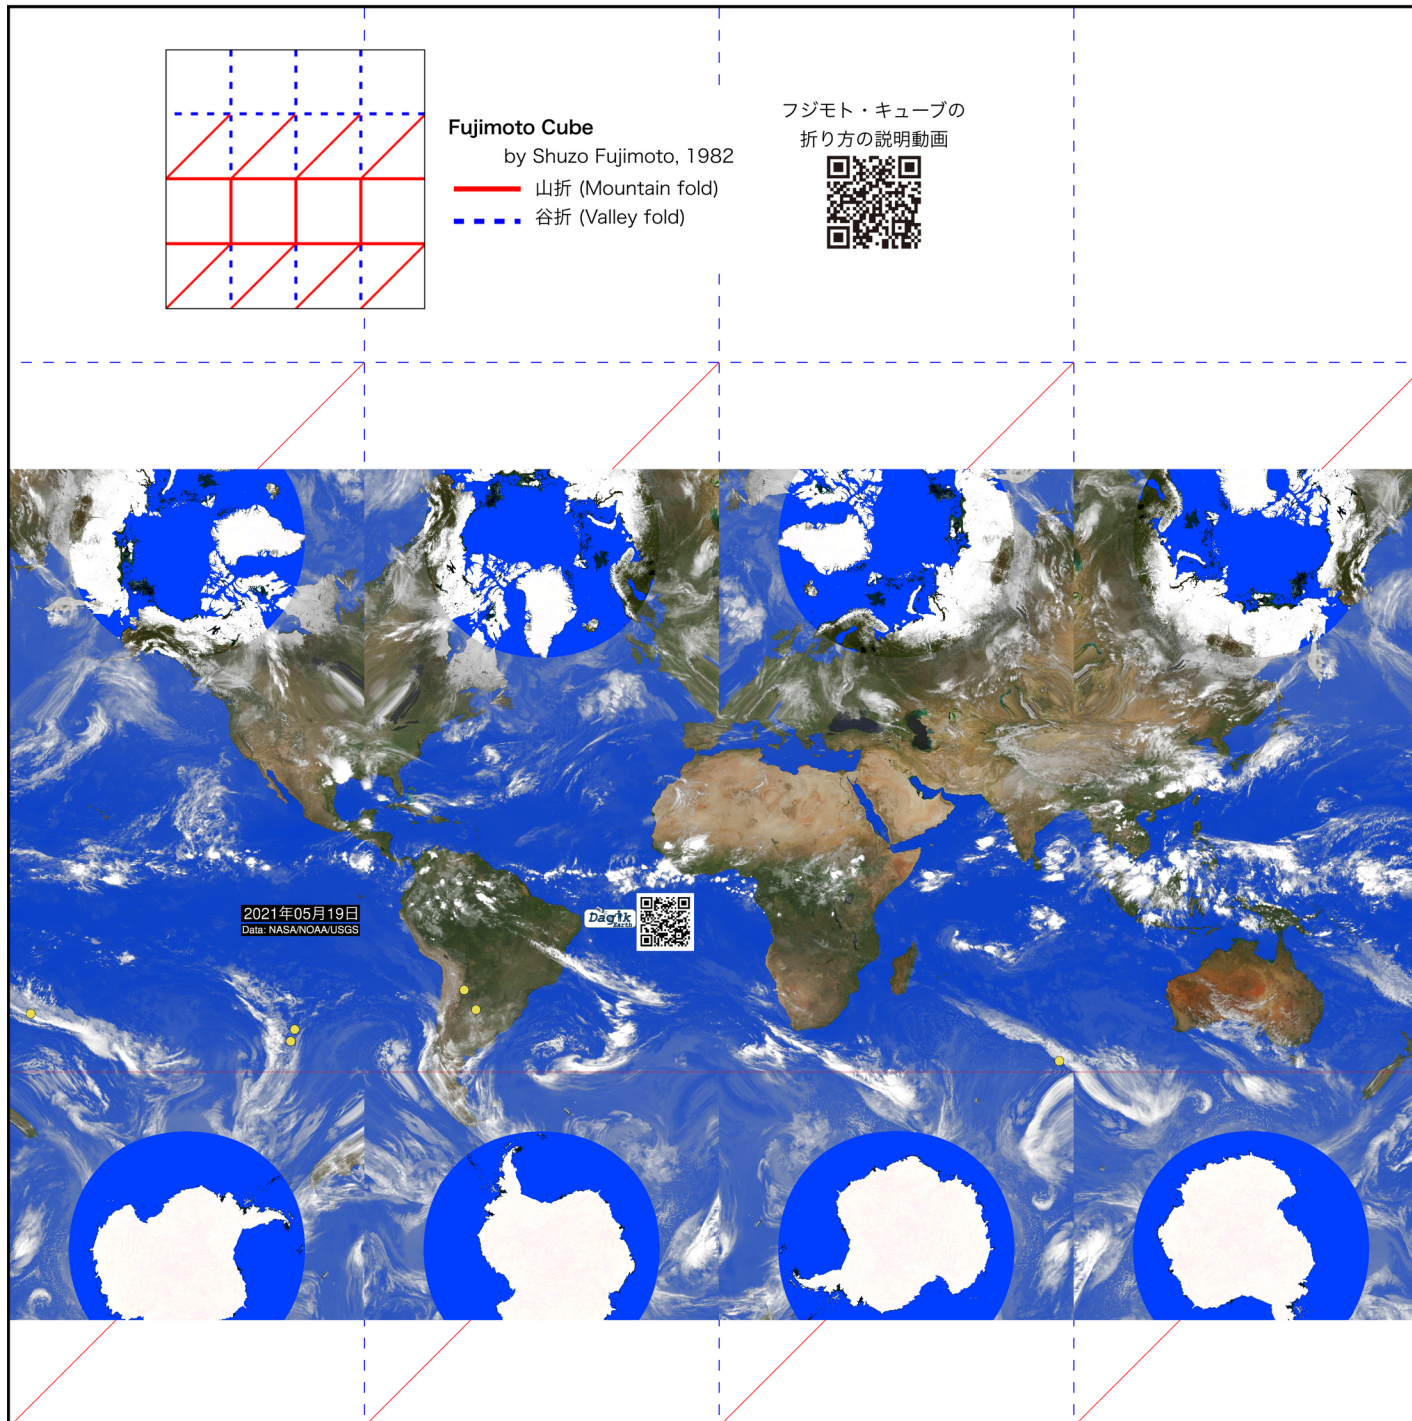 Fujimoto Cube
by Shuzo Fujimoto, 1982
山折 (Mountain fold)
谷折 (Valley fold)
フジモト・キューブの
折り方の説明動画
2021年05月19日
Data: NASA/NOAA/USGS
Dagik
Earth